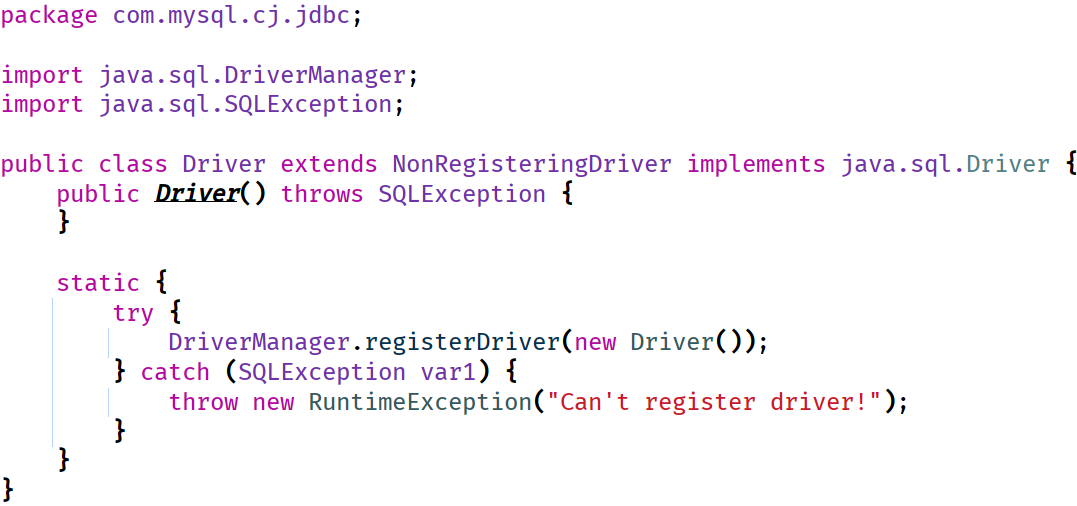 package com.mysql.cj.jdbc;
import java.sql.DriverManager;
import java.sql.SQLException;
public class Driver extends NonRegisteringDriver implements java.sql.Driver {
    public Driver() throws SQLException {
    }
    static {
        try {
            DriverManager.registerDriver(new Driver());
        } catch (SQLException var1) {
            throw new RuntimeException("Can't register driver!");
        }
    }
}